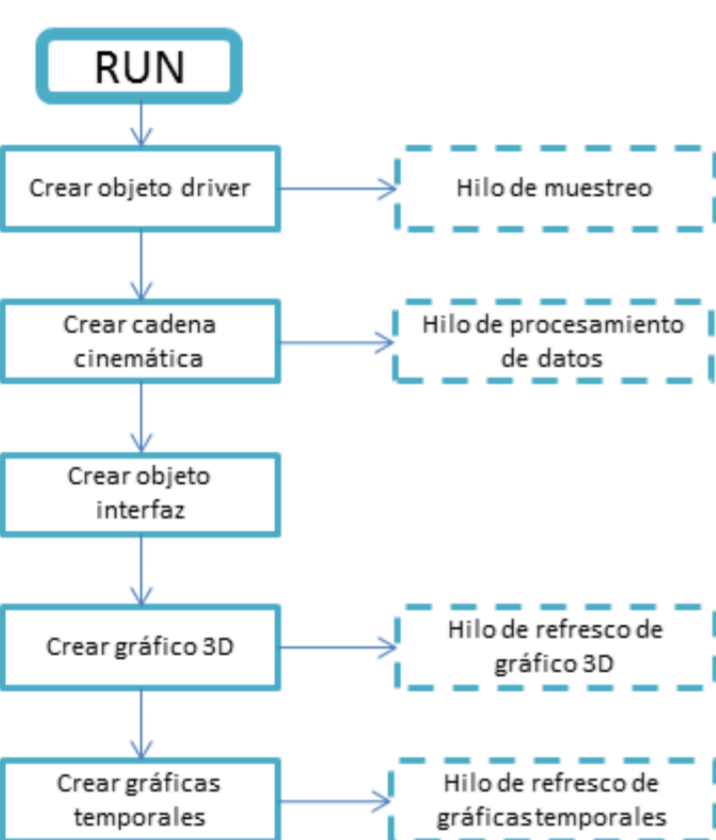 RUN
Crear objeto driver
Hilo de muestreo
Crear cadena
cinemática
Hilo de procesamiento
de datos
Crear objeto
interfaz
Crear gráfico 3D
Hilo de refresco de
gráfico 3D
Crear gráficas
temporales
Hilo de refresco de
gráficas temporales